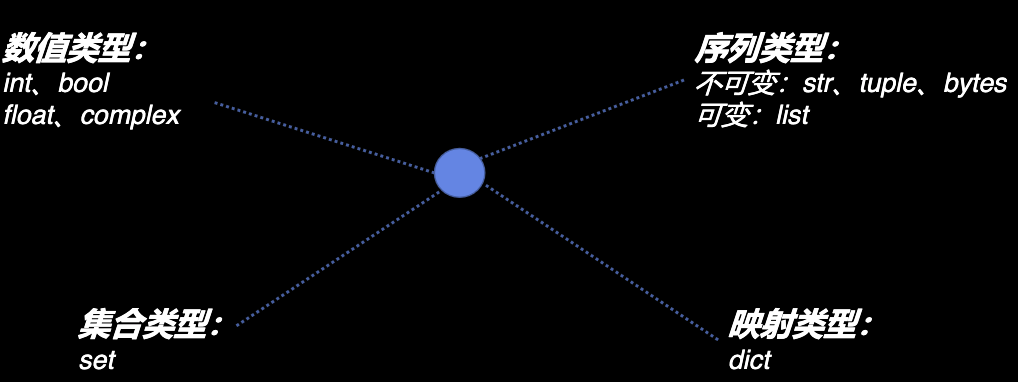 数值类型：
int、bool
float、complex
序列类型：
不可变：str、tuple、bytes
可变：list
集合类型：
set
映射类型：
dict